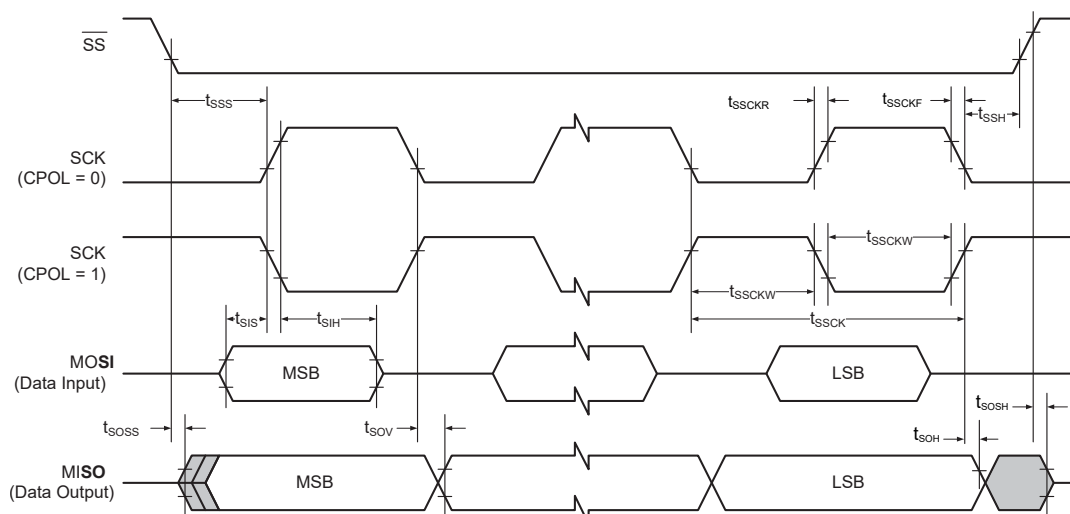 SS
tSSS
tSSCKR
tSSCKF
tSSH
SCK
(CPOL = 0)
SCK
(CPOL = 1)
tSSCKW
tSSCKW
tSSCK
tSIS
tSIH
MOSI
(Data Input)
MSB
LSB
tSOSS
tSOV
tSOH
tSOSH
MISO
(Data Output)
MSB
LSB